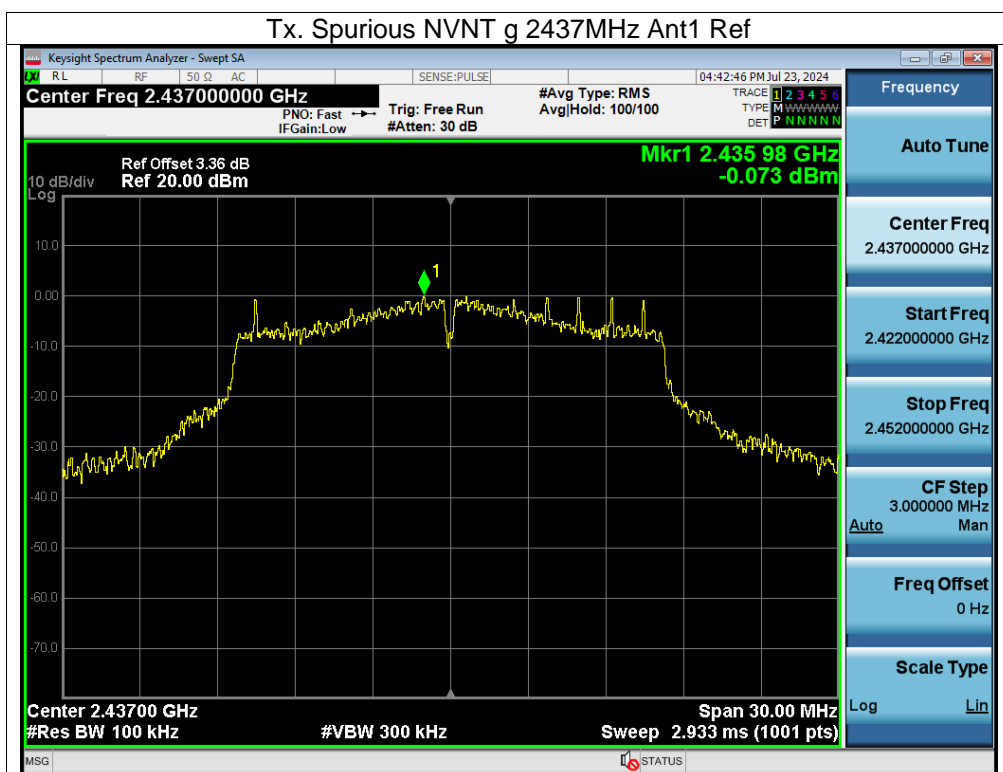 Tx. Spurious NVNT g 2437MHz Ant1 Ref
Keysight Spectrum Analyzer - Swept SA
LXI RL RF 50 Ω AC SENSE:PULSE 04:42:46 PM Jul 23, 2024
Center Freq 2.437000000 GHz
PNO: Fast
IFGain:Low
Trig: Free Run
#Atten: 30 dB
#Avg Type: RMS
Avg|Hold: 100/100
TRACE 1 2 3 4 5 6
TYPE M WWWWW
DET P N N N N N
Ref Offset 3.36 dB
Ref 20.00 dBm
10 dB/div
Log
Mkr1 2.435 98 GHz
-0.073 dBm
1
10.0
0.00
-10.0
-20.0
-30.0
-40.0
-50.0
-60.0
-70.0
Center 2.43700 GHz
Span 30.00 MHz
#Res BW 100 kHz
#VBW 300 kHz
Sweep 2.933 ms (1001 pts)
MSG
STATUS
Frequency
Auto Tune
Center Freq
2.437000000 GHz
Start Freq
2.422000000 GHz
Stop Freq
2.452000000 GHz
CF Step
3.000000 MHz
Auto Man
Freq Offset
0 Hz
Scale Type
Log Lin